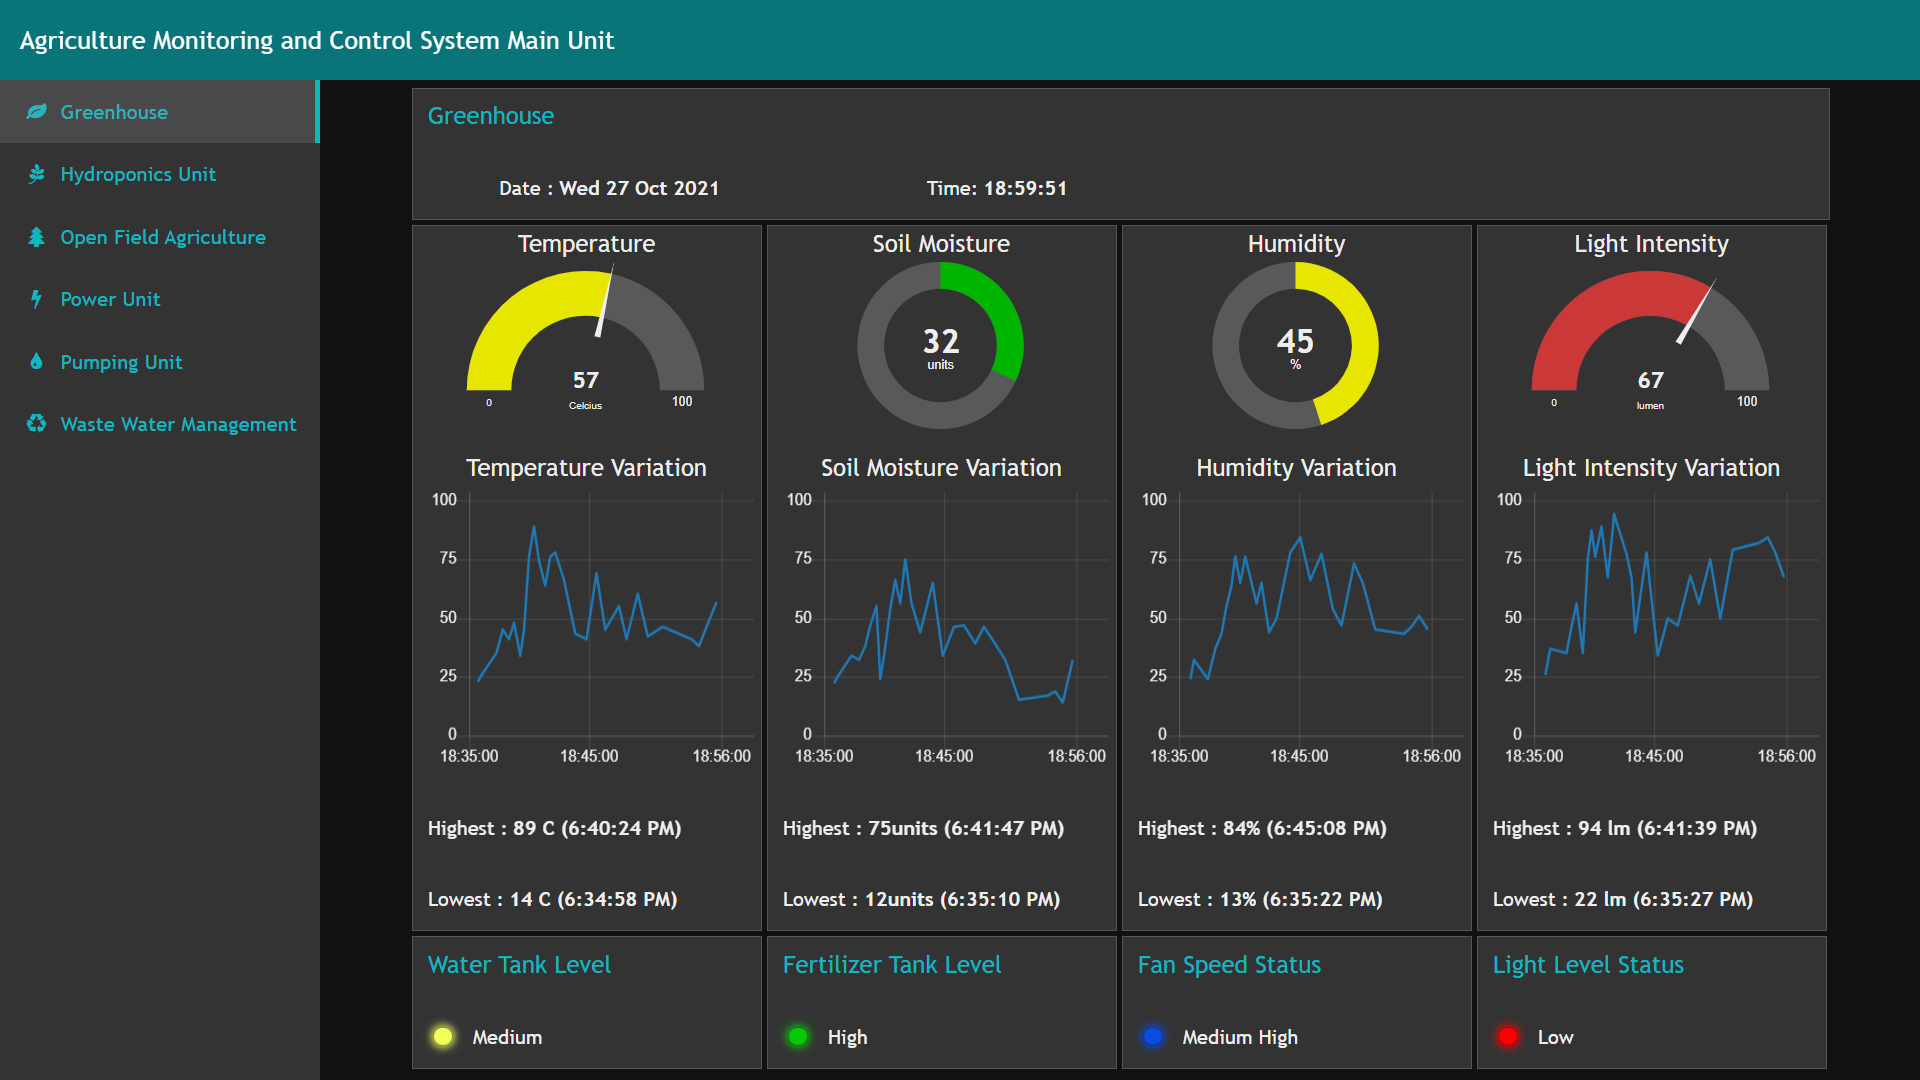 Agriculture Monitoring and Control System Main Unit
Greenhouse
Hydroponics Unit
Open Field Agriculture
Power Unit
Pumping Unit
Waste Water Management
Greenhouse
Date : Wed 27 Oct 2021
Time: 18:59:51
Temperature
57
Celcius
0
100
Temperature Variation
100
75
50
25
0
18:35:00 18:45:00 18:56:00
Highest : 89 C (6:40:24 PM)
Lowest : 14 C (6:34:58 PM)
Soil Moisture
32
units
Soil Moisture Variation
100
75
50
25
0
18:35:00 18:45:00 18:56:00
Highest : 75units (6:41:47 PM)
Lowest : 12units (6:35:10 PM)
Humidity
45
%
Humidity Variation
100
75
50
25
0
18:35:00 18:45:00 18:56:00
Highest : 84% (6:45:08 PM)
Lowest : 13% (6:35:22 PM)
Light Intensity
67
lumen
0
100
Light Intensity Variation
100
75
50
25
0
18:35:00 18:45:00 18:56:00
Highest : 94 lm (6:41:39 PM)
Lowest : 22 lm (6:35:27 PM)
Water Tank Level
Medium
Fertilizer Tank Level
High
Fan Speed Status
Medium High
Light Level Status
Low